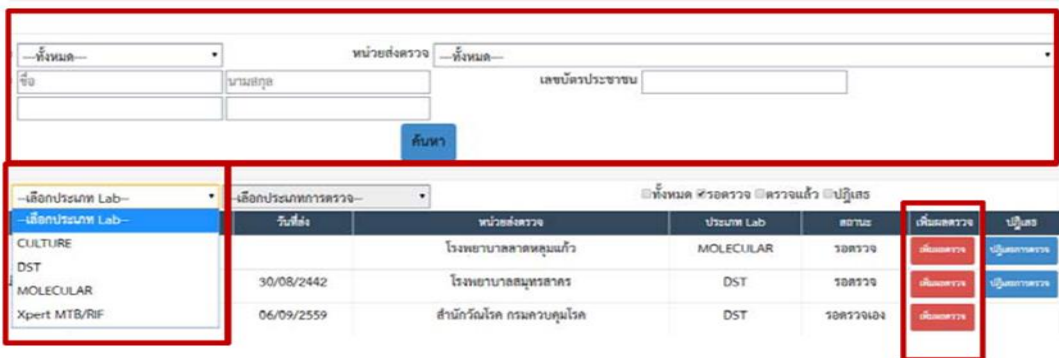 ---ทั้งหมด--- หน่วยส่งตรวจ ---ทั้งหมด---
ชื่อ นามสกุล เลขบัตรประชาชน
ค้นหา
--เลือกประเภท Lab-- --เลือกประเภทการตรวจ-- ทั้งหมด รอตรวจ ตรวจแล้ว ปฏิเสธ
--เลือกประเภท Lab-- วันที่ส่ง หน่วยส่งตรวจ ประเภท Lab สถานะ เพิ่มผลตรวจ ปฏิเสธ
CULTURE โรงพยาบาลลาดหลุมแก้ว MOLECULAR รอตรวจ เพิ่มผลตรวจ ปฏิเสธการตรวจ
DST
MOLECULAR 30/08/2442 โรงพยาบาลสมุทรสาคร DST รอตรวจ เพิ่มผลตรวจ ปฏิเสธการตรวจ
Xpert MTB/RIF 06/09/2559 สำนักวัณโรค กรมควบคุมโรค DST รอตรวจเอง เพิ่มผลตรวจ